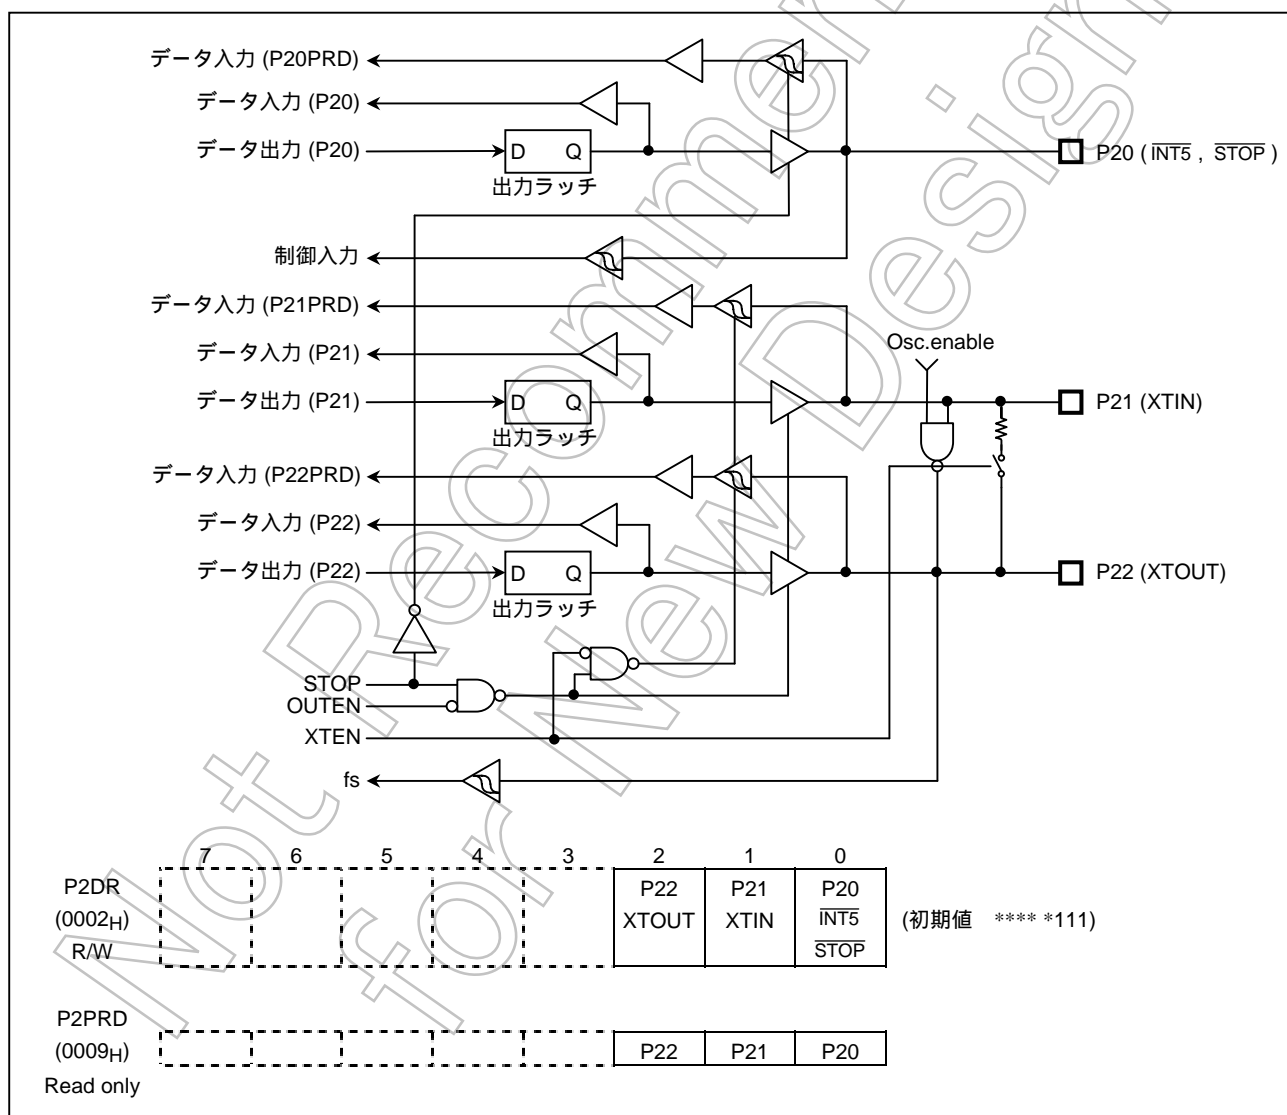 Not Recommended
for New Design
データ入力 (P20PRD)
データ入力 (P20)
データ出力 (P20)
D Q
出力ラッチ
P20 (INT5 , STOP )
制御入力
データ入力 (P21PRD)
データ入力 (P21)
Osc.enable
データ出力 (P21)
D Q
出力ラッチ
P21 (XTIN)
データ入力 (P22PRD)
データ入力 (P22)
データ出力 (P22)
D Q
出力ラッチ
P22 (XTOUT)
STOP
OUTEN
XTEN
fs
7 6 5 4 3 2 1 0
P2DR P22 P21 P20
(0002H) XTOUT XTIN INT5 (初期値 **** *111)
R/W STOP
P2PRD
(0009H) P22 P21 P20
Read only